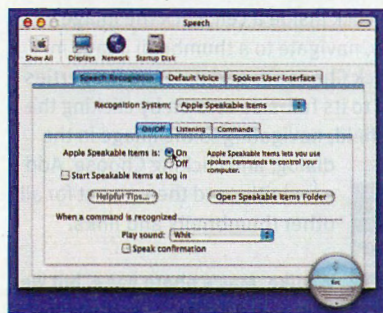 Speech
Show All Displays Network Startup Disk
Speech Recognition Default Voice Spoken User Interface
Recognition System: Apple Speakable Items
On/Off Listening Commands
Apple Speakable Items is: On
Off
Apple Speakable Items lets you use
spoken commands to control your
computer.
Start Speakable Items at log in
Helpful Tips... Open Speakable Items Folder
When a command is recognized
Play sound: Whit
Speak confirmation
Esc